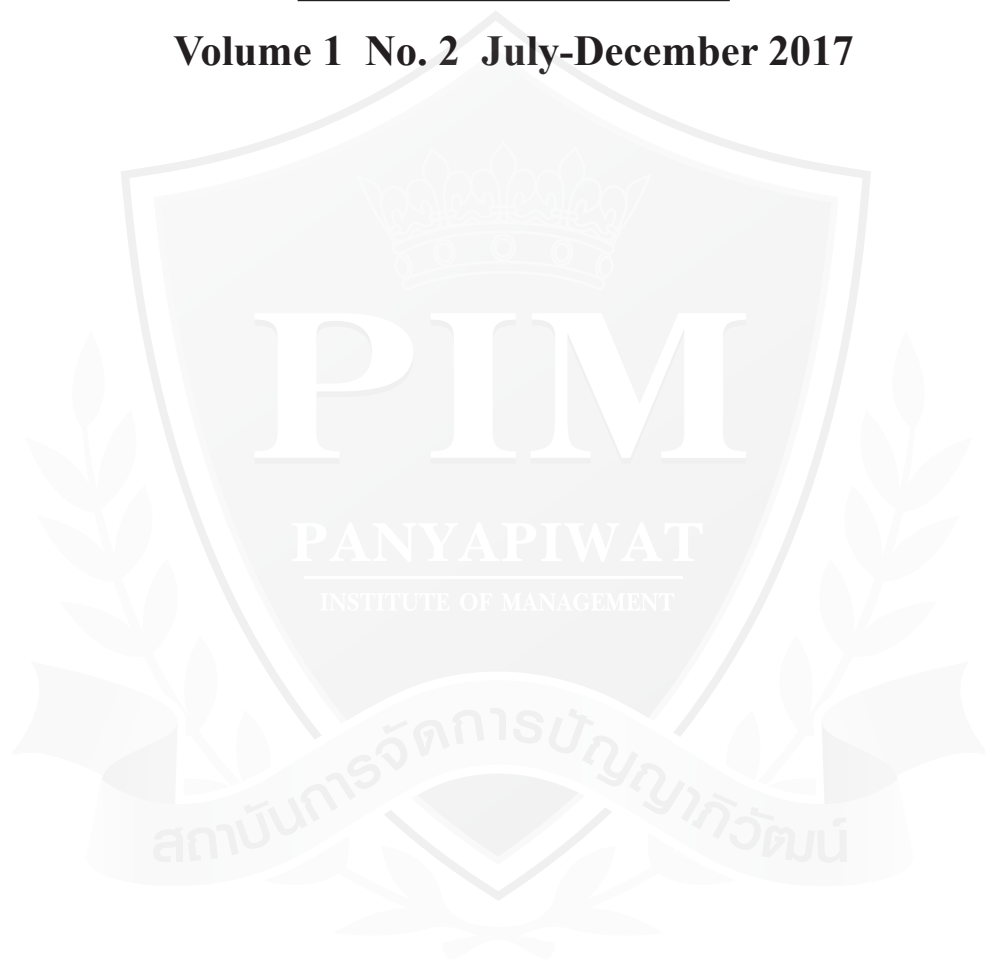 Volume 1 No. 2 July-December 2017
PIM
PANYAPIWAT
INSTITUTE OF MANAGEMENT
สถาบันการจัดการปัญญาภิวัฒน์